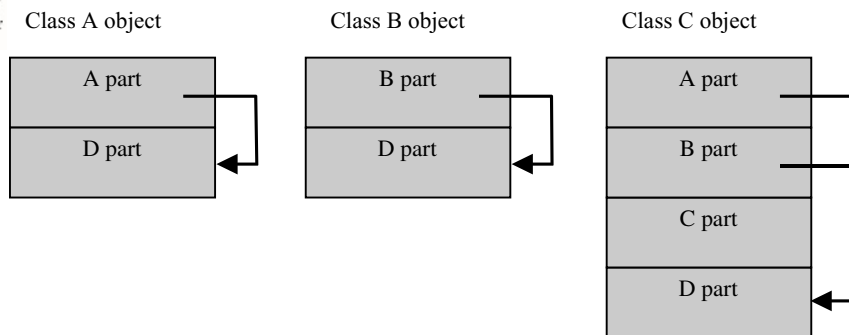 Class A object
A part
D part
Class B object
B part
D part
Class C object
A part
B part
C part
D part